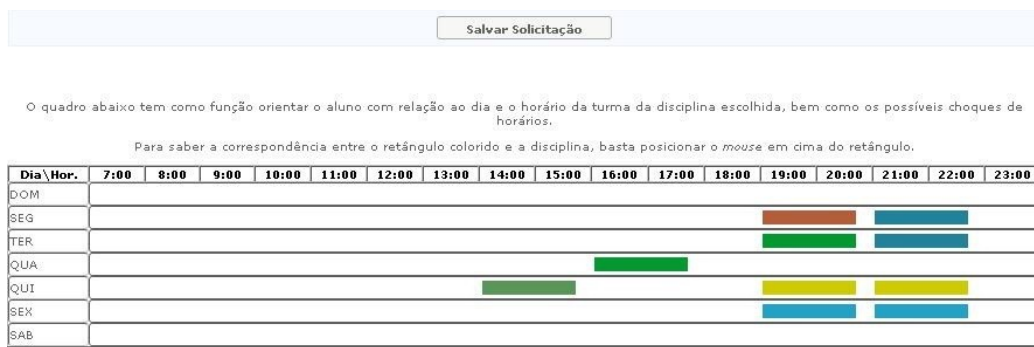 Salvar Solicitação
O quadro abaixo tem como função orientar o aluno com relação ao dia e o horário da turma da disciplina escolhida, bem como os possíveis choques de
horários.
Para saber a correspondência entre o retângulo colorido e a disciplina, basta posicionar o mouse em cima do retângulo.
Dia\Hor. 7:00 8:00 9:00 10:00 11:00 12:00 13:00 14:00 15:00 16:00 17:00 18:00 19:00 20:00 21:00 22:00 23:00
DOM
SEG
TER
QUA
QUI
SEX
SAB